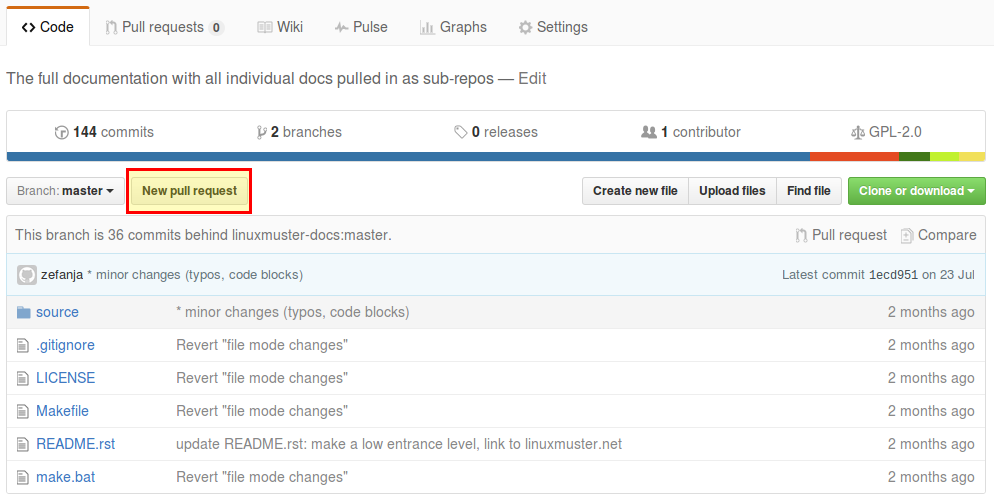 Code Pull requests 0 Wiki Pulse Graphs Settings
The full documentation with all individual docs pulled in as sub-repos — Edit
144 commits 2 branches 0 releases 1 contributor GPL-2.0
Branch: master New pull request Create new file Upload files Find file Clone or download
This branch is 36 commits behind linuxmuster-docs:master. Pull request Compare
zefanja * minor changes (typos, code blocks) Latest commit 1ecd951 on 23 Jul
source * minor changes (typos, code blocks) 2 months ago
.gitignore Revert "file mode changes" 2 months ago
LICENSE Revert "file mode changes" 2 months ago
Makefile Revert "file mode changes" 2 months ago
README.rst update README.rst: make a low entrance level, link to linuxmuster.net 2 months ago
make.bat Revert "file mode changes" 2 months ago